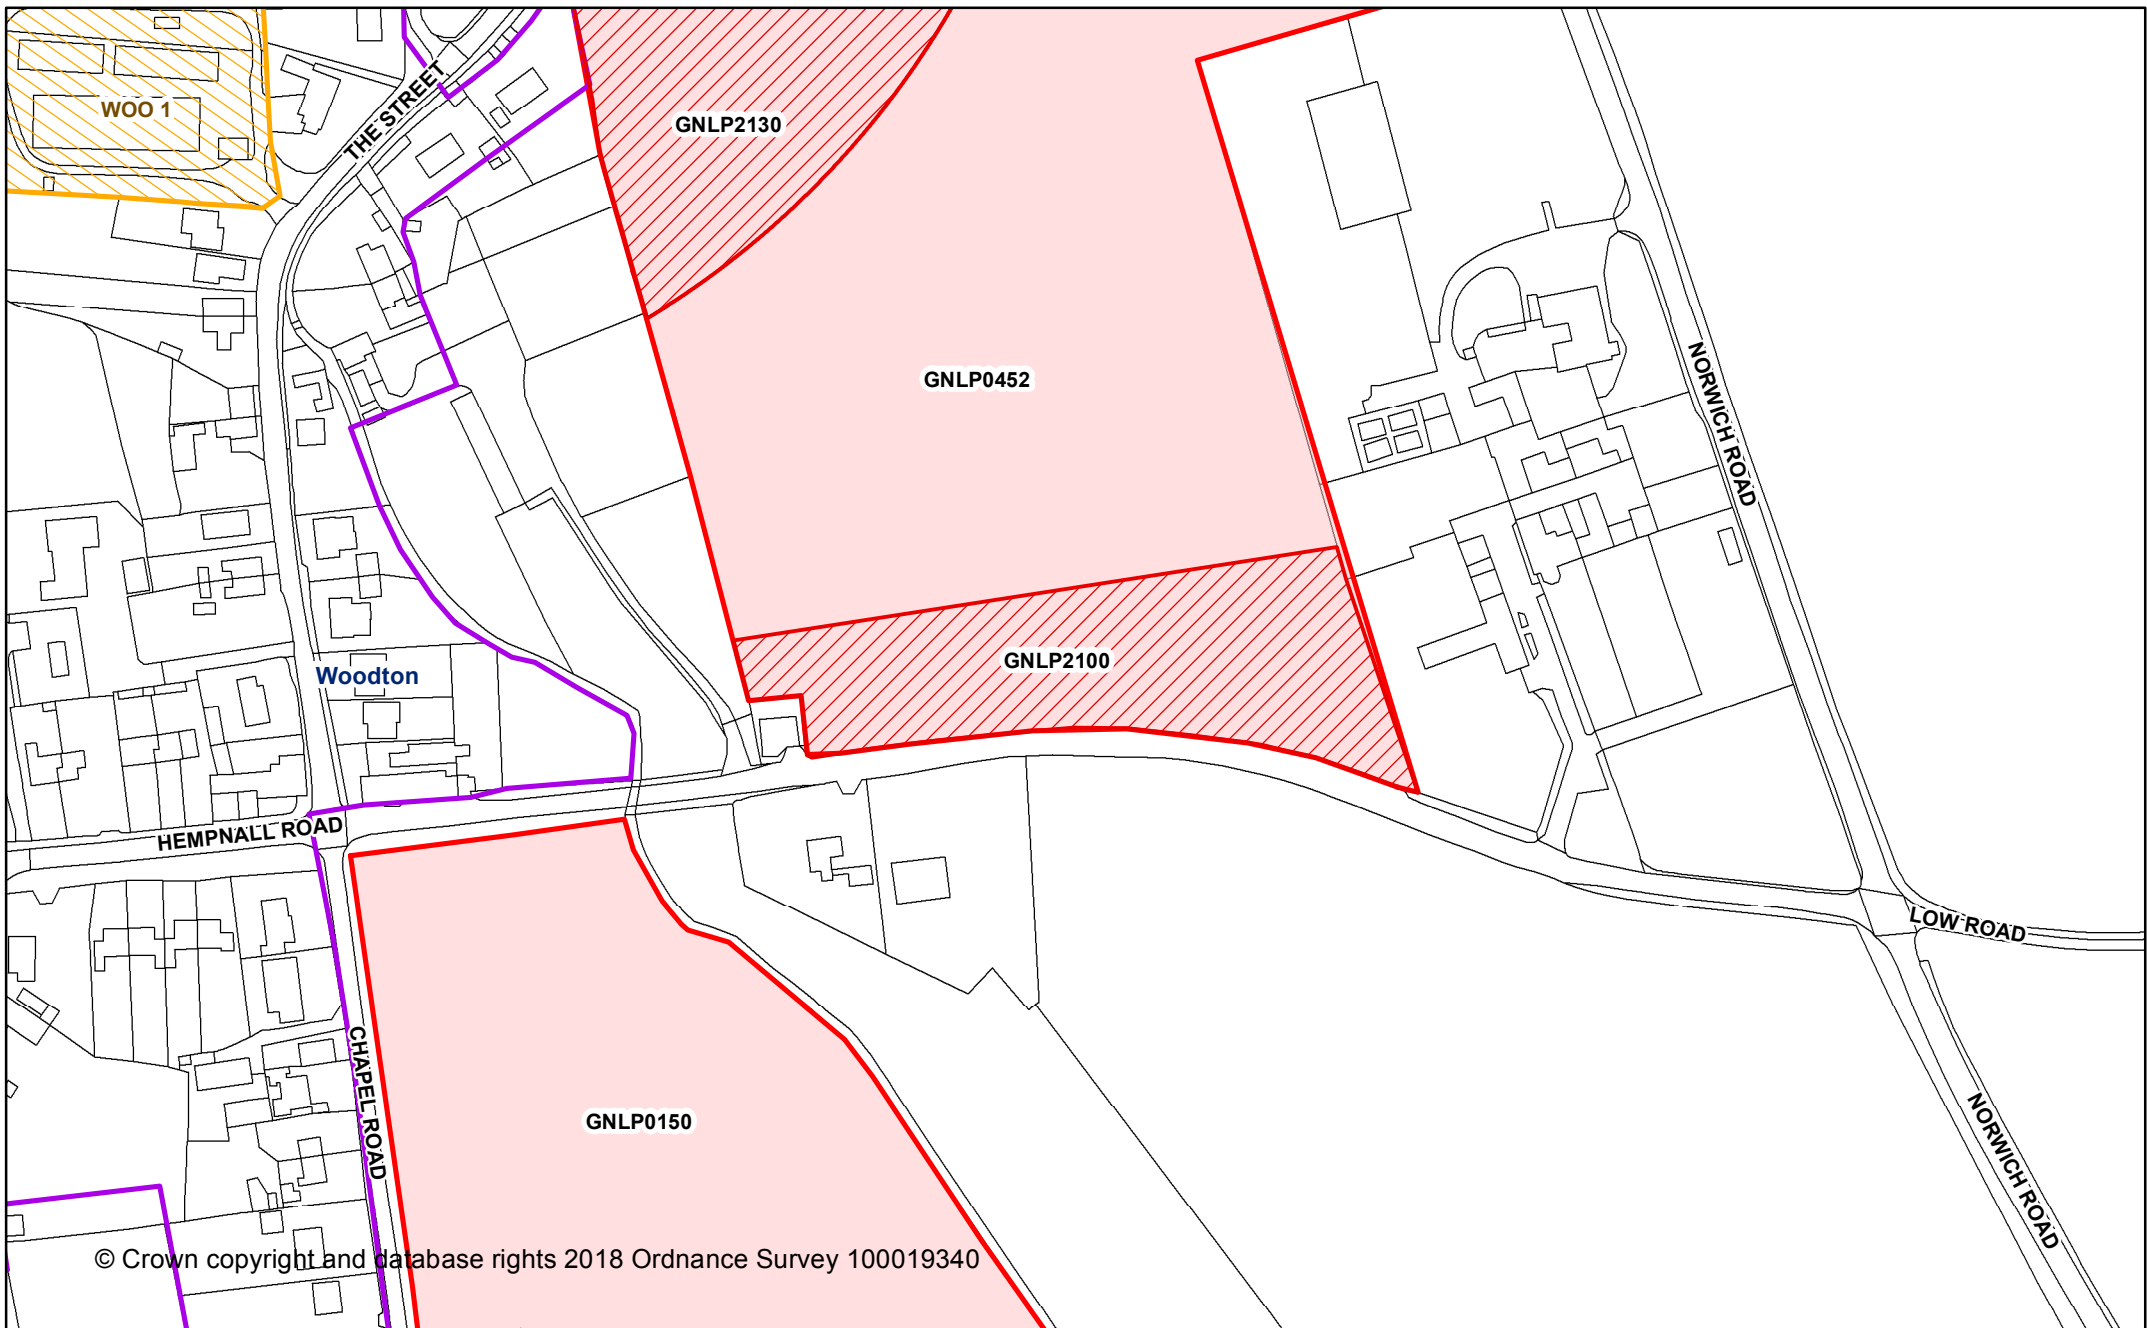 WOO 1
THE STREET
GNLP2130
GNLP0452
NORWICH ROAD
GNLP2100
Woodton
HEMPNALL ROAD
LOW ROAD
CHAPEL ROAD
GNLP0150
NORWICH ROAD
© Crown copyright and database rights 2018 Ordnance Survey 100019340